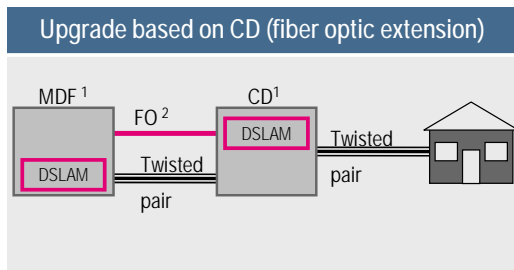 Upgrade based on CD (fiber optic extension)
MDF 1
FO 2
CD1
DSLAM
Twisted
DSLAM
Twisted
pair
pair